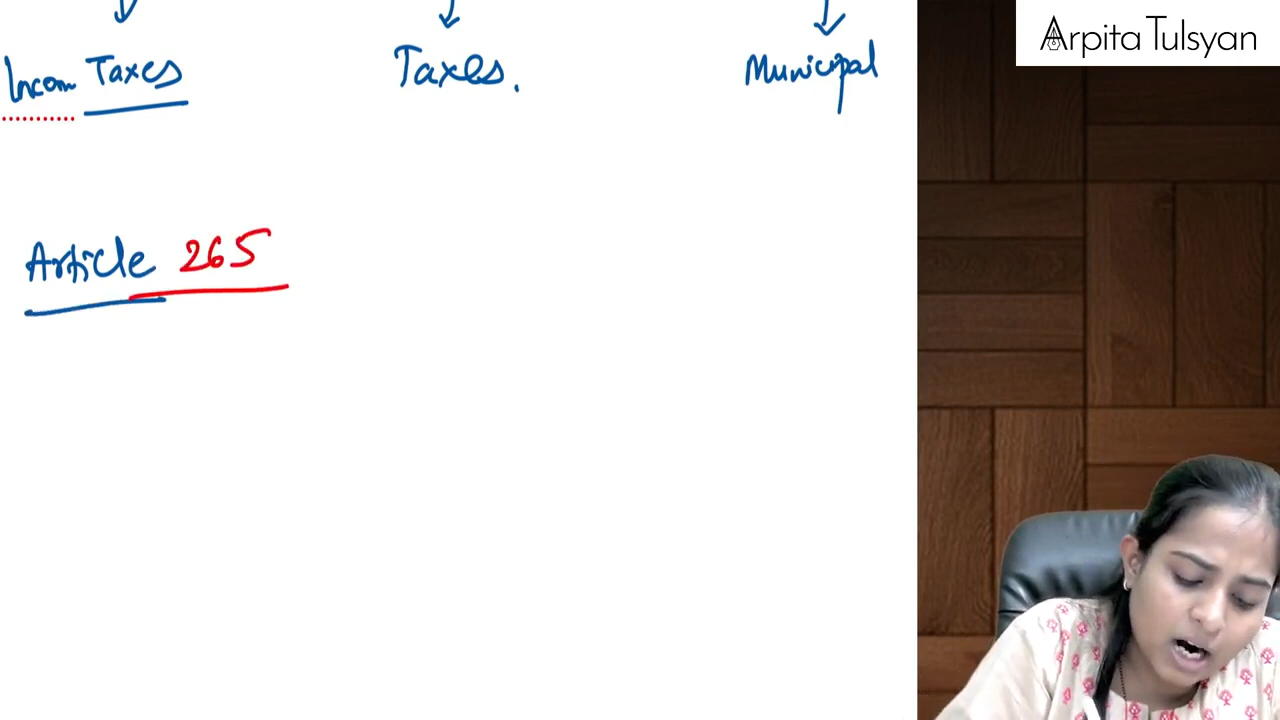 Arpita Tulsyan
Incom Taxes
Taxes.
Municipal
Article 265